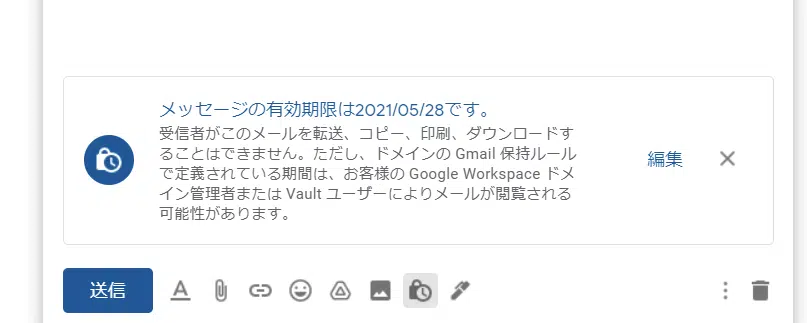 メッセージの有効期限は2021/05/28です。
受信者がこのメールを転送、コピー、印刷、ダウンロードす
ることはできません。ただし、ドメインの Gmail 保持ルール
で定義されている期間は、お客様の Google Workspace ドメ
イン管理者または Vault ユーザーによりメールが閲覧される
可能性があります。
編集
送信